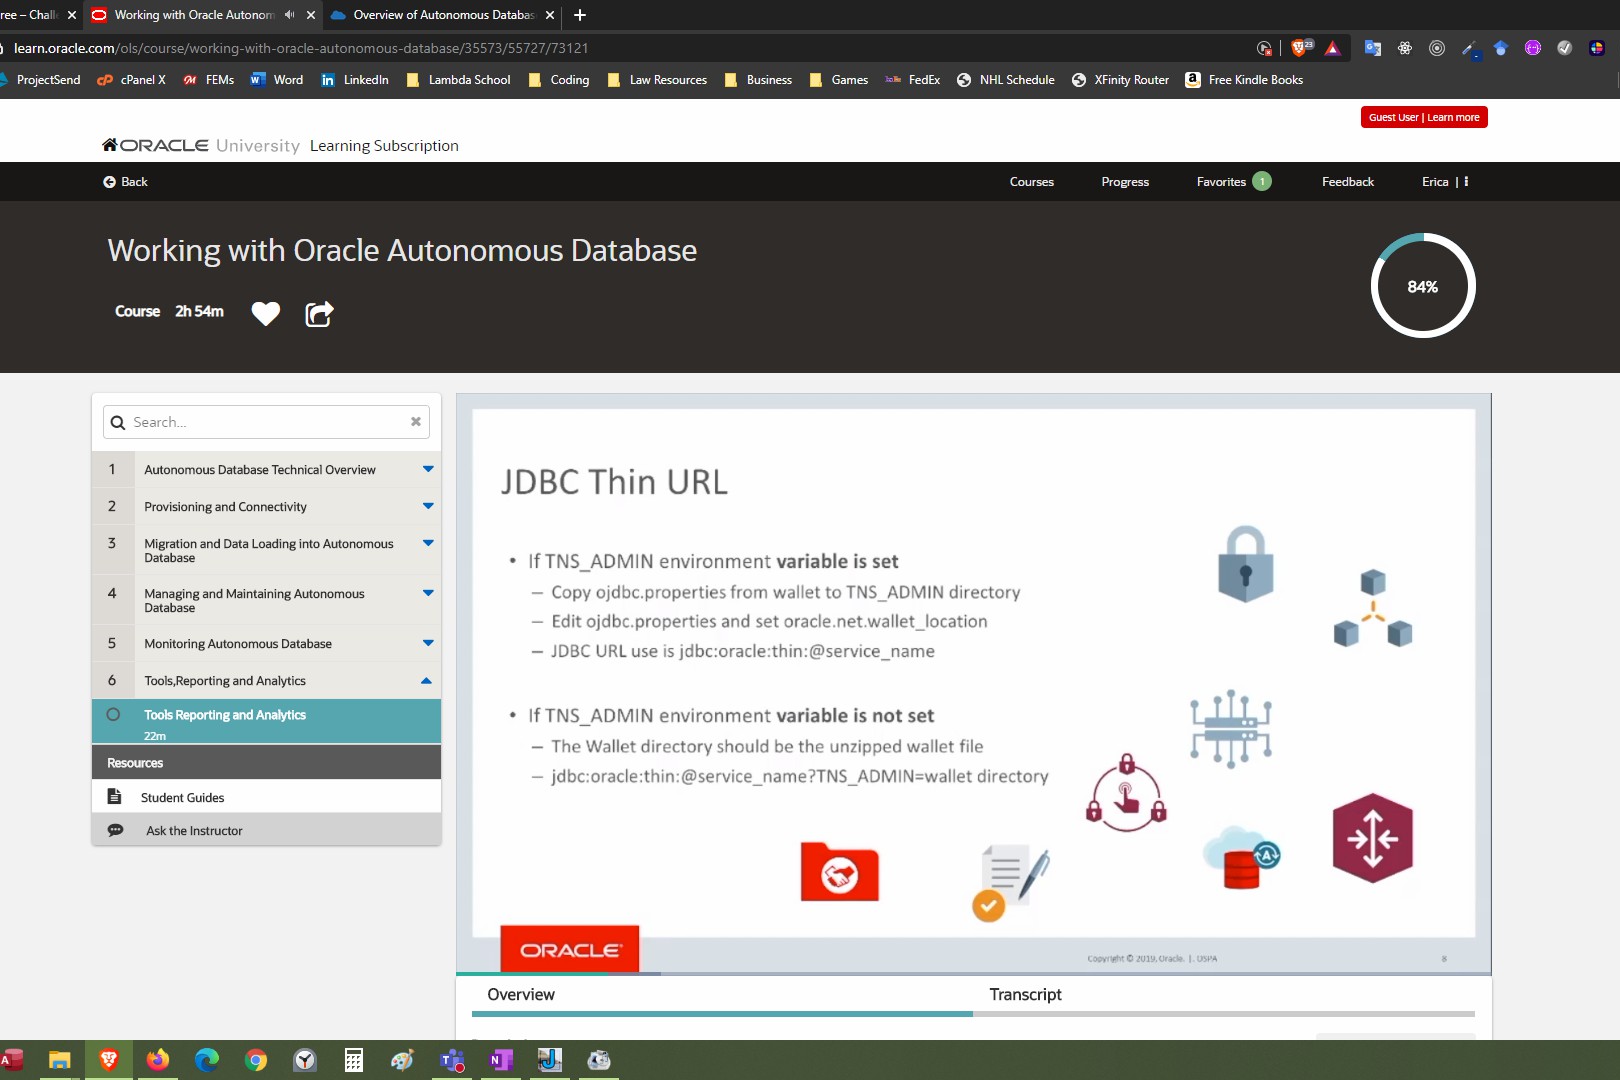 ree – Chall
Working with Oracle Autonom
Overview of Autonomous Databas
learn.oracle.com/ols/course/working-with-oracle-autonomous-database/35573/55727/73121
23
ProjectSend
cPanel X
FEMs
Word
LinkedIn
Lambda School
Coding
Law Resources
Business
Games
FedEx
NHL Schedule
XFinity Router
Free Kindle Books
Guest User | Learn more
ORACLE University Learning Subscription
Back
Courses
Progress
Favorites 1
Feedback
Erica |
Working with Oracle Autonomous Database
Course 2h 54m
84%
Search...
1 Autonomous Database Technical Overview
2 Provisioning and Connectivity
3 Migration and Data Loading into Autonomous
Database
4 Managing and Maintaining Autonomous
Database
5 Monitoring Autonomous Database
6 Tools,Reporting and Analytics
Tools Reporting and Analytics
22m
Resources
Student Guides
Ask the Instructor
JDBC Thin URL
• If TNS_ADMIN environment variable is set
– Copy ojdbc.properties from wallet to TNS_ADMIN directory
– Edit ojdbc.properties and set oracle.net.wallet_location
– JDBC URL use is jdbc:oracle:thin:@service_name
• If TNS_ADMIN environment variable is not set
– The Wallet directory should be the unzipped wallet file
– jdbc:oracle:thin:@service_name?TNS_ADMIN=wallet directory
A
ORACLE
Copyright © 2019, Oracle. | . USPA
8
Overview
Transcript